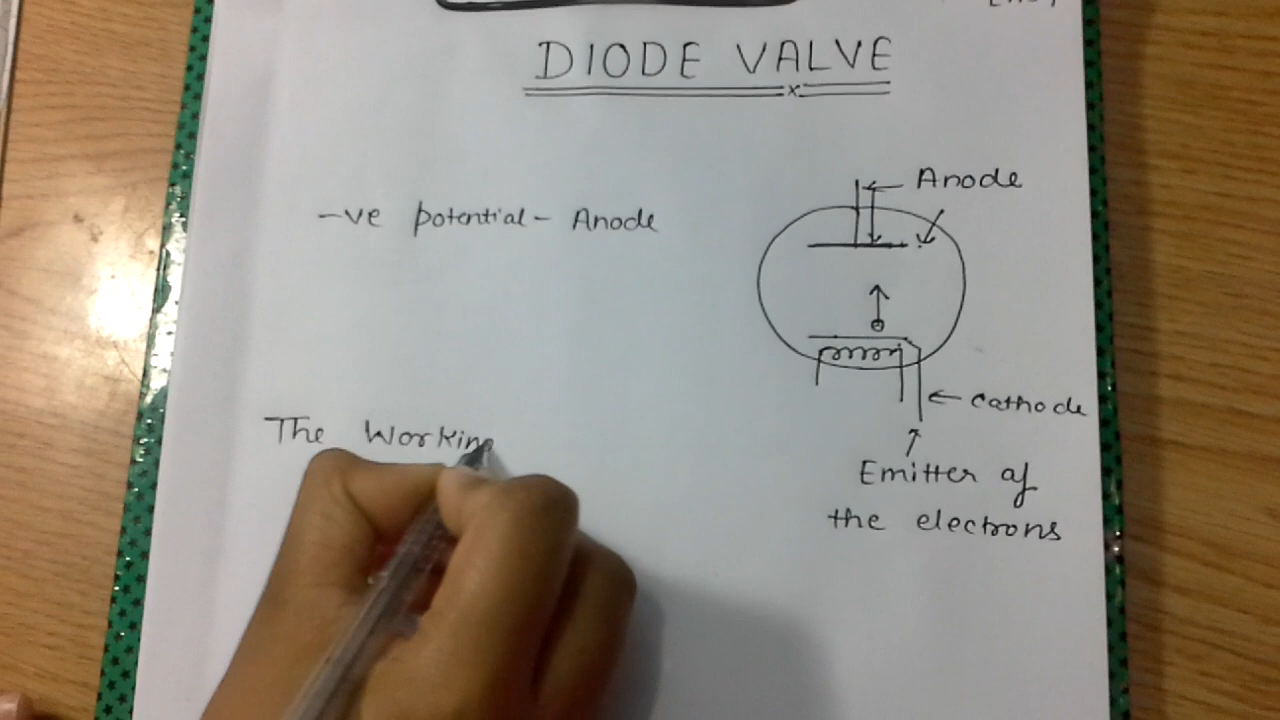 DIODE VALVE
Anode
-ve potential - Anode
The Workin
cathode
Emitter of
the electrons